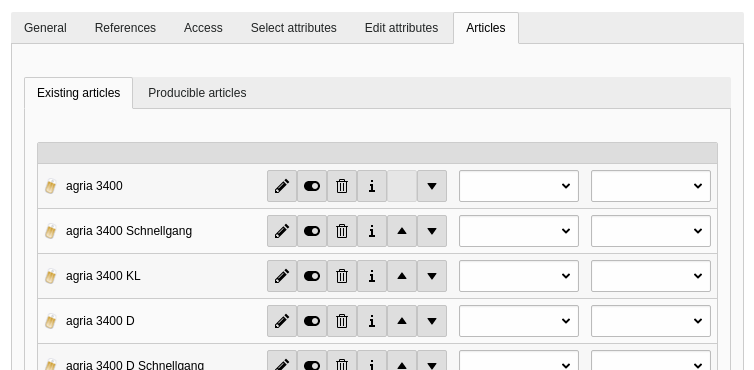 General References Access Select attributes Edit attributes Articles
Existing articles Producible articles
agria 3400
agria 3400 Schnellgang
agria 3400 KL
agria 3400 D
agria 3400 D Schnellgang